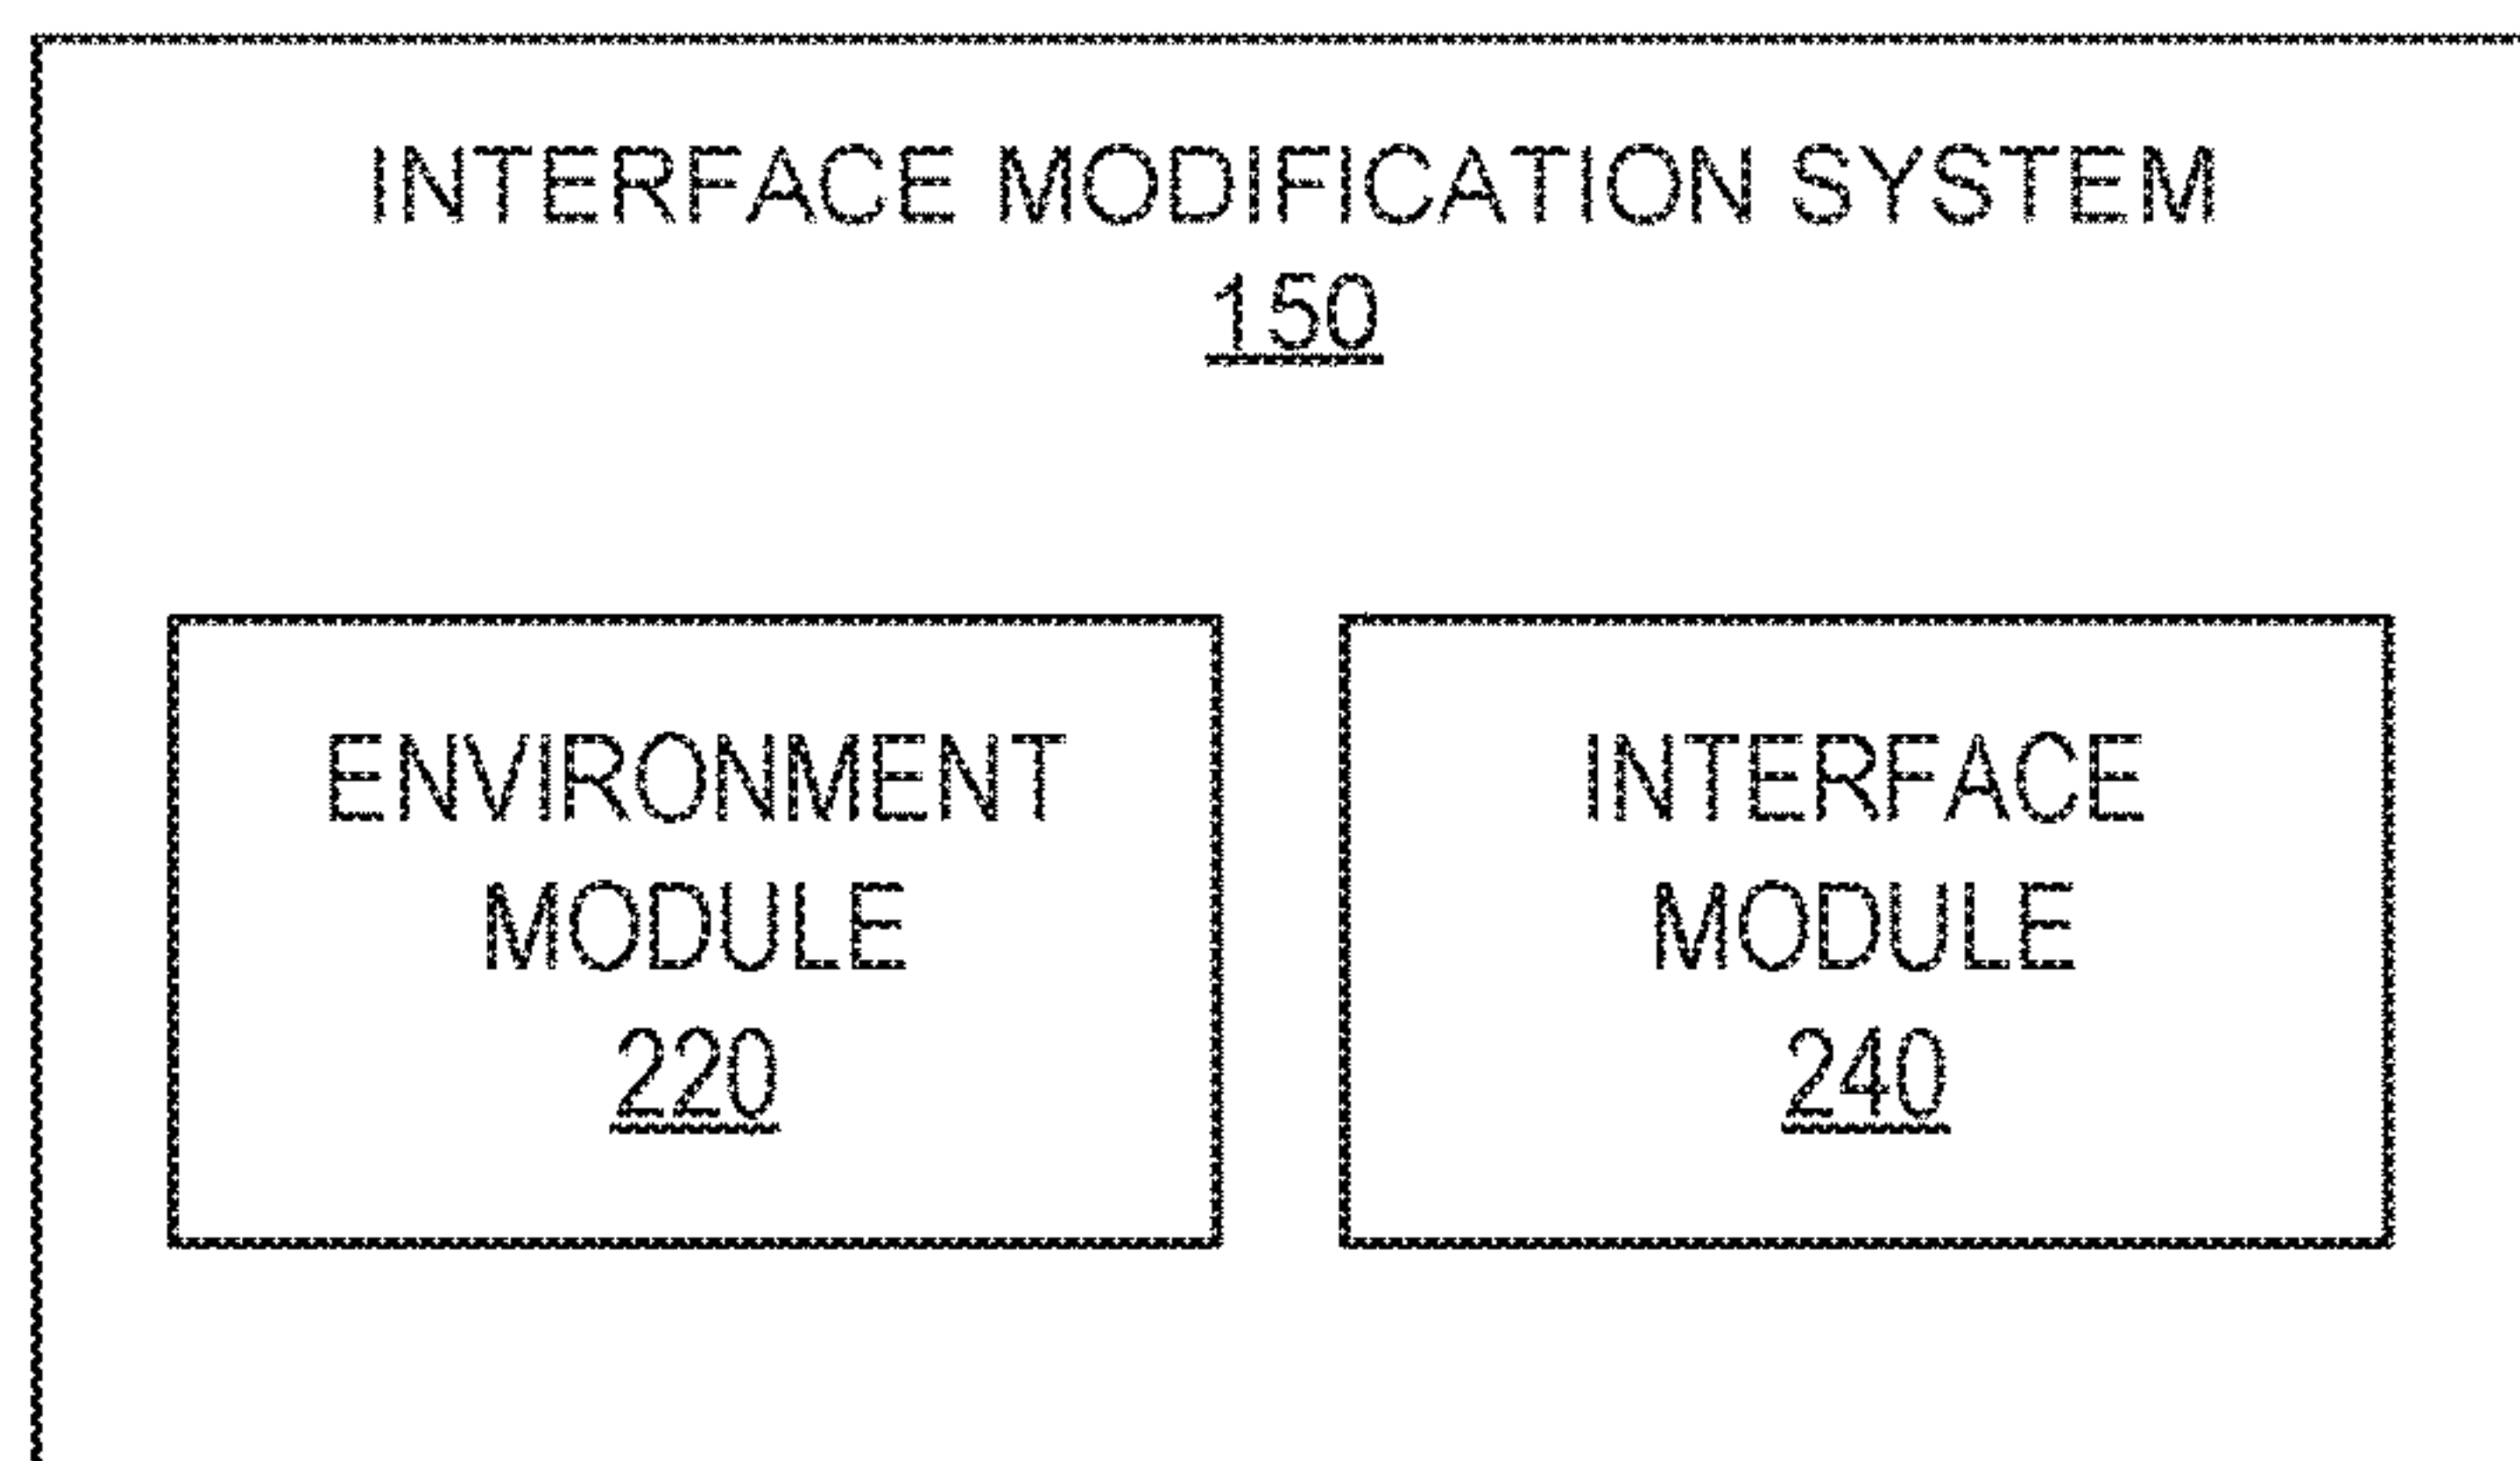 INTERFACE MODIFICATION SYSTEM
150
ENVIRONMENT
MODULE
220
INTERFACE
MODULE
240